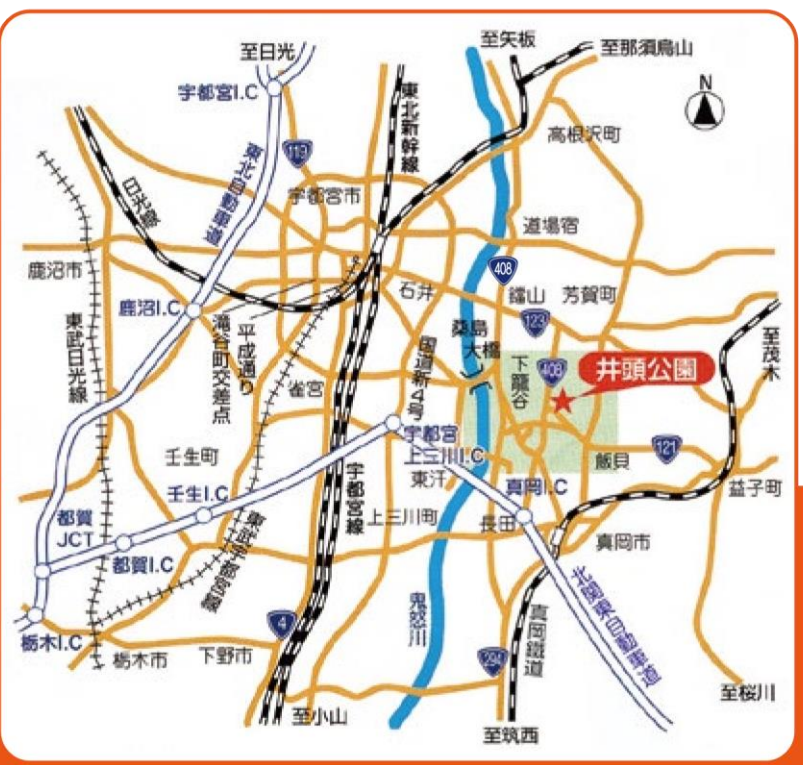 至日光
至矢板
至那須烏山
N
宇都宮I.C
119
東北新幹線
高根沢町
日光線
東北自動車道
宇都宮市
道場宿
鹿沼市
408
鐺山
芳賀町
石井
鹿沼I.C
123
桑島
大橋
至茂木
東武日光線
滝谷町交差点
平成通り
国道新4号
下籠谷
408
井頭公園
雀宮
宇都宮
上三川I.C
121
飯貝
壬生町
東汗
真岡I.C
益子町
壬生I.C
宇都宮線
上三川町
長田
都賀
JCT
真岡市
都賀I.C
東武宇都宮線
北関東自動車道
鬼怒川
真岡鐵道
4
栃木I.C
栃木市
下野市
294
至桜川
至小山
至筑西